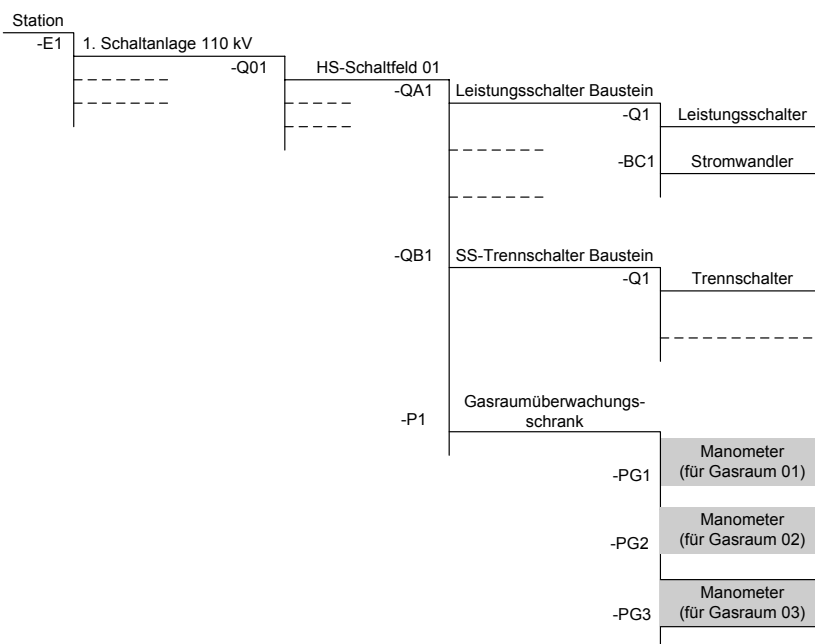 Station
-E1 1. Schaltanlage 110 kV
-Q01 HS-Schaltfeld 01
-QA1 Leistungsschalter Baustein
-Q1 Leistungsschalter
-BC1 Stromwandler
-QB1 SS-Trennschalter Baustein
-Q1 Trennschalter
-P1 Gasraumüberwachungs-
schrank
-PG1 Manometer
(für Gasraum 01)
-PG2 Manometer
(für Gasraum 02)
-PG3 Manometer
(für Gasraum 03)